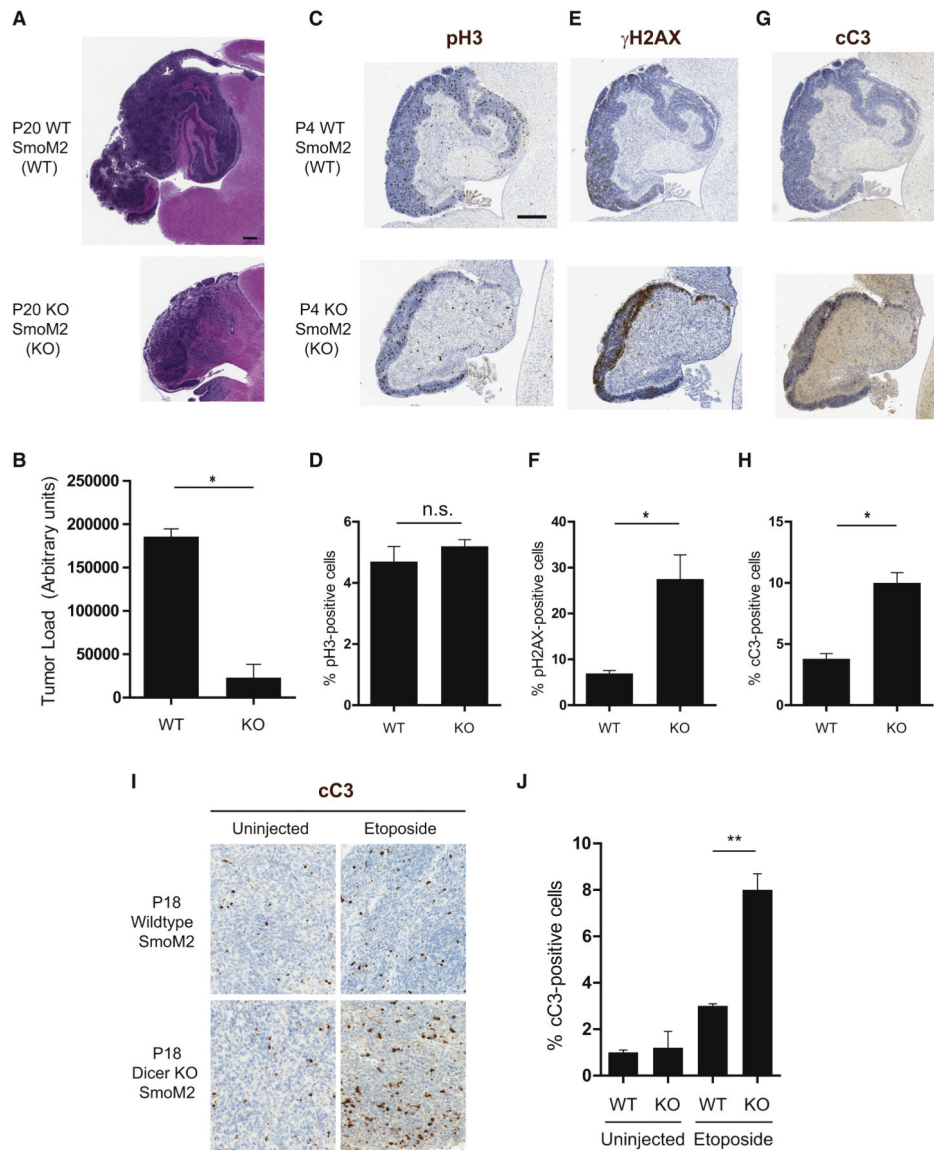 A
C
E
G
pH3
γH2AX
cC3
P20 WT
SmoM2
(WT)
P4 WT
SmoM2
(WT)
P20 KO
SmoM2
(KO)
P4 KO
SmoM2
(KO)
B
Tumor Load (Arbitrary units)
250000
200000
150000
100000
50000
0
*
WT
KO
D
% pH3-positive cells
6
4
2
0
n.s.
WT
KO
F
% pH2AX-positive cells
40
30
20
10
0
*
WT
KO
H
% cC3-positive cells
15
10
5
0
*
WT
KO
I
cC3
Uninjected
Etoposide
P18
Wildtype
SmoM2
P18
Dicer KO
SmoM2
J
% cC3-positive cells
10
8
6
4
2
0
**
WT
KO
WT
KO
Uninjected
Etoposide